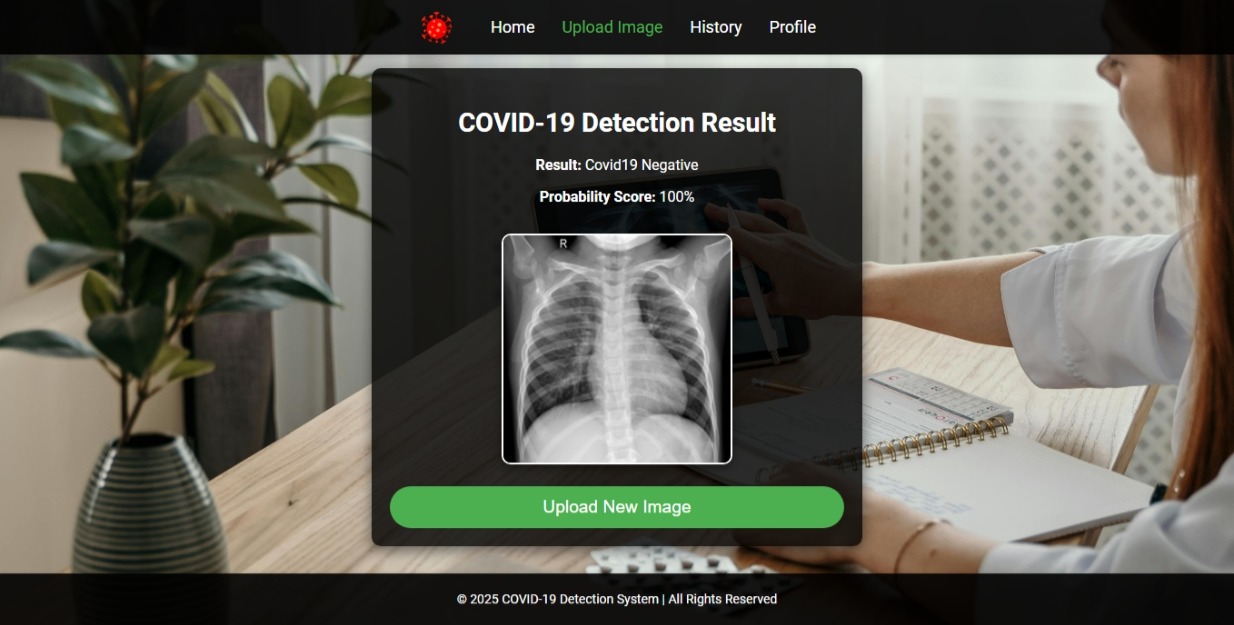 Home Upload Image History Profile
COVID-19 Detection Result
Result: Covid19 Negative
Probability Score: 100%
R
Upload New Image
© 2025 COVID-19 Detection System | All Rights Reserved